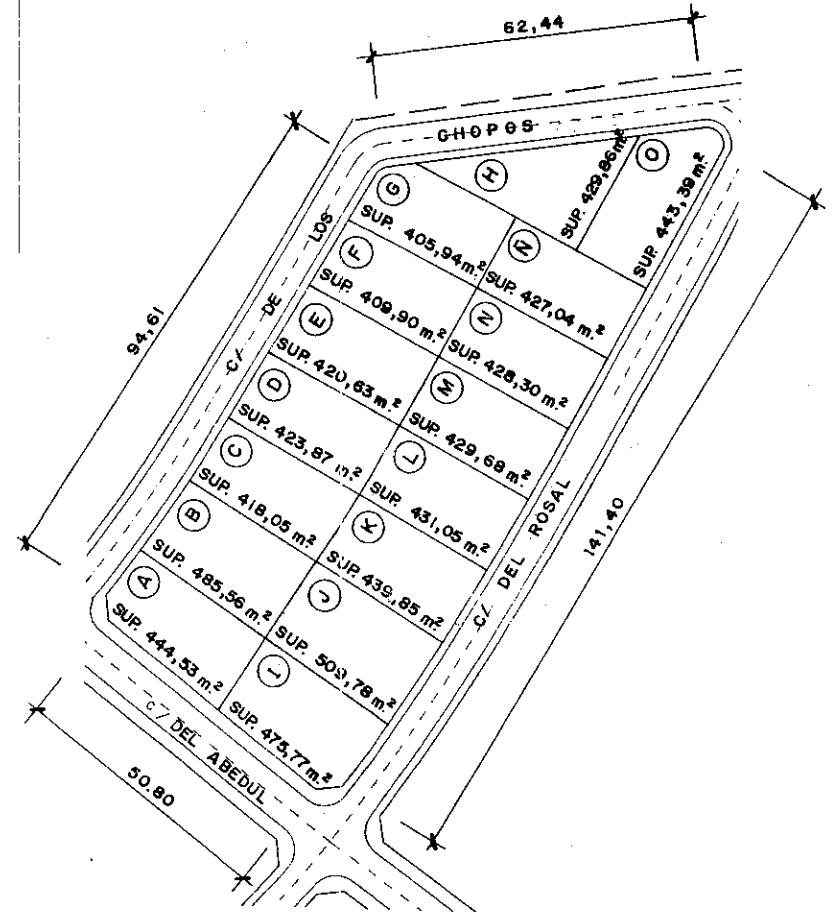 62,44
CHOPOS
C/ DE LOS
94,61
141,40
C/ DEL ROSAL
C/ DEL ABEDUL
50.80
G
SUP. 405,94 m.²
H
SUP. 429,86 m²
O
SUP. 443,39 m.²
F
SUP. 409,90 m.²
Ñ
SUP. 427,04 m.²
E
SUP. 420,63 m.²
N
SUP. 428,30 m.²
D
SUP. 423,87 m.²
M
SUP. 429,68 m.²
C
SUP. 418,05 m.²
L
SUP. 431,05 m.²
B
SUP. 485,56 m.²
K
SUP. 439,85 m.²
A
SUP. 444,53 m.²
J
SUP. 509,78 m.²
I
SUP. 475,77 m.²